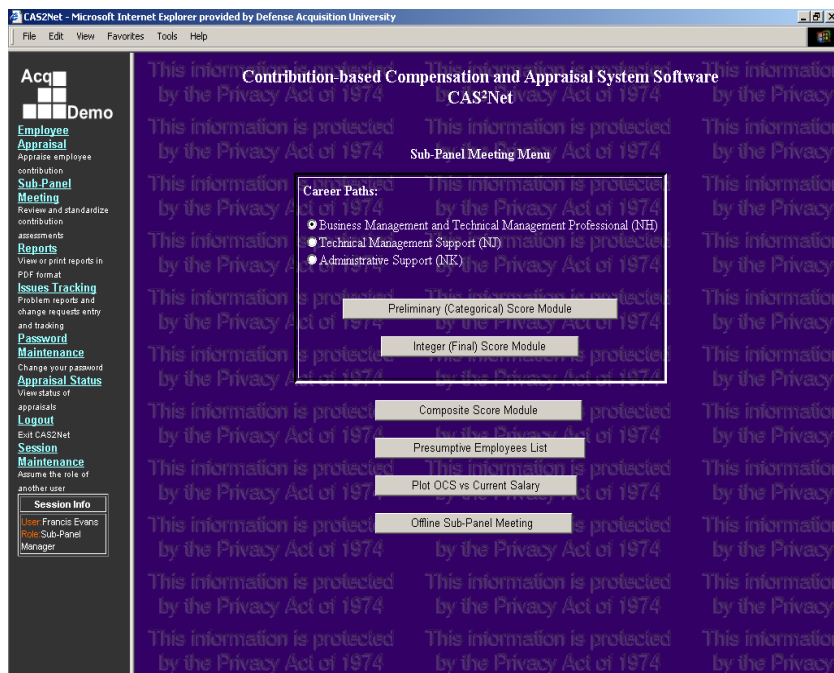 CAS2Net - Microsoft Internet Explorer provided by Defense Acquisition University
File Edit View Favorites Tools Help
Acq
Demo
Employee
Appraisal
Appraise employee
contribution
Sub-Panel
Meeting
Review and standardize
contribution
assessments
Reports
View or print reports in
PDF format
Issues Tracking
Problem reports and
change requests entry
and tracking
Password
Maintenance
Change your password
Appraisal Status
View status of
appraisals
Logout
Exit CAS2Net
Session
Maintenance
Assume the role of
another user
Session Info
User:Francis Evans
Role:Sub-Panel
Manager
Contribution-based Compensation and Appraisal System Software
CAS²Net
Sub-Panel Meeting Menu
Career Paths:
Business Management and Technical Management Professional (NH)
Technical Management Support (NJ)
Administrative Support (NK)
Preliminary (Categorical) Score Module
Integer (Final) Score Module
Composite Score Module
Presumptive Employees List
Plot OCS vs Current Salary
Offline Sub-Panel Meeting
This information is protected
by the Privacy Act of 1974